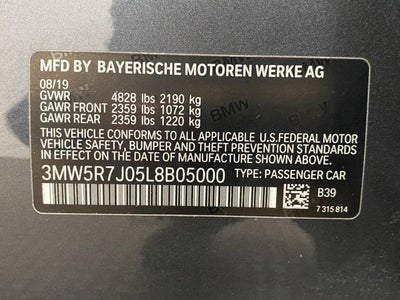 MFD BY BAYERISCHE MOTOREN WERKE AG
08/19
GVWR 4828 lbs 2190 kg
GAWR FRONT 2359 lbs 1072 kg
GAWR REAR 2359 lbs 1220 kg
THIS VEHICLE CONFORMS TO ALL APPLICABLE U.S.FEDERAL MOTOR
VEHICLE SAFETY, BUMPER, AND THEFT PREVENTION STANDARDS
IN EFFECT ON THE DATE OF MANUFACTURE SHOWN ABOVE.
3MW5R7J05L8B05000 TYPE: PASSENGER CAR
B39
7 315 814